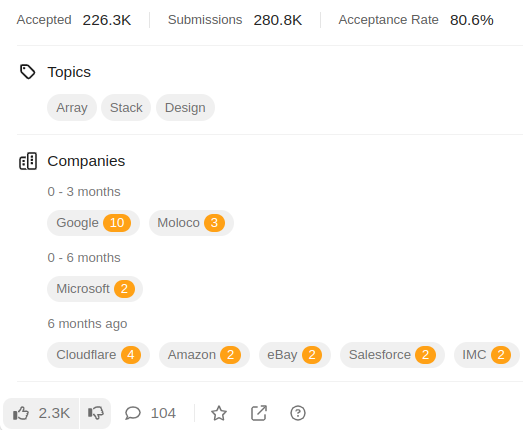 Accepted 226.3K Submissions 280.8K Acceptance Rate 80.6%
Topics
Array Stack Design
Companies
0 - 3 months
Google 10 Moloco 3
0 - 6 months
Microsoft 2
6 months ago
Cloudflare 4 Amazon 2 eBay 2 Salesforce 2 IMC 2
2.3K 104